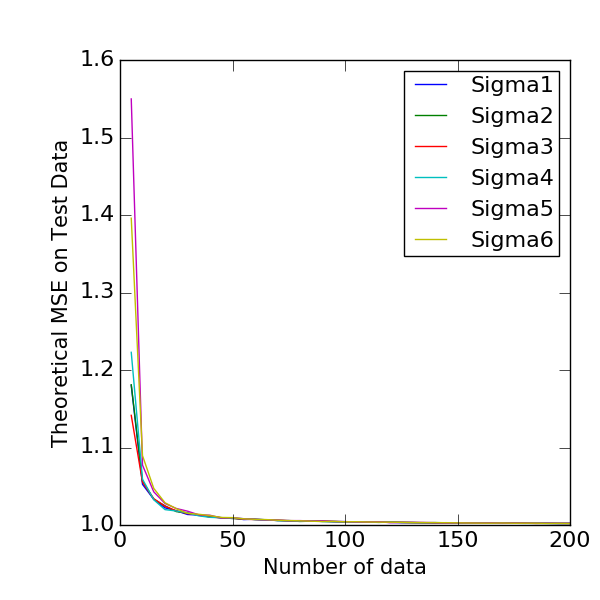 1.6
1.5
1.4
1.3
1.2
1.1
1.0
Theoretical MSE on Test Data
Sigma1
Sigma2
Sigma3
Sigma4
Sigma5
Sigma6
0 50 100 150 200
Number of data